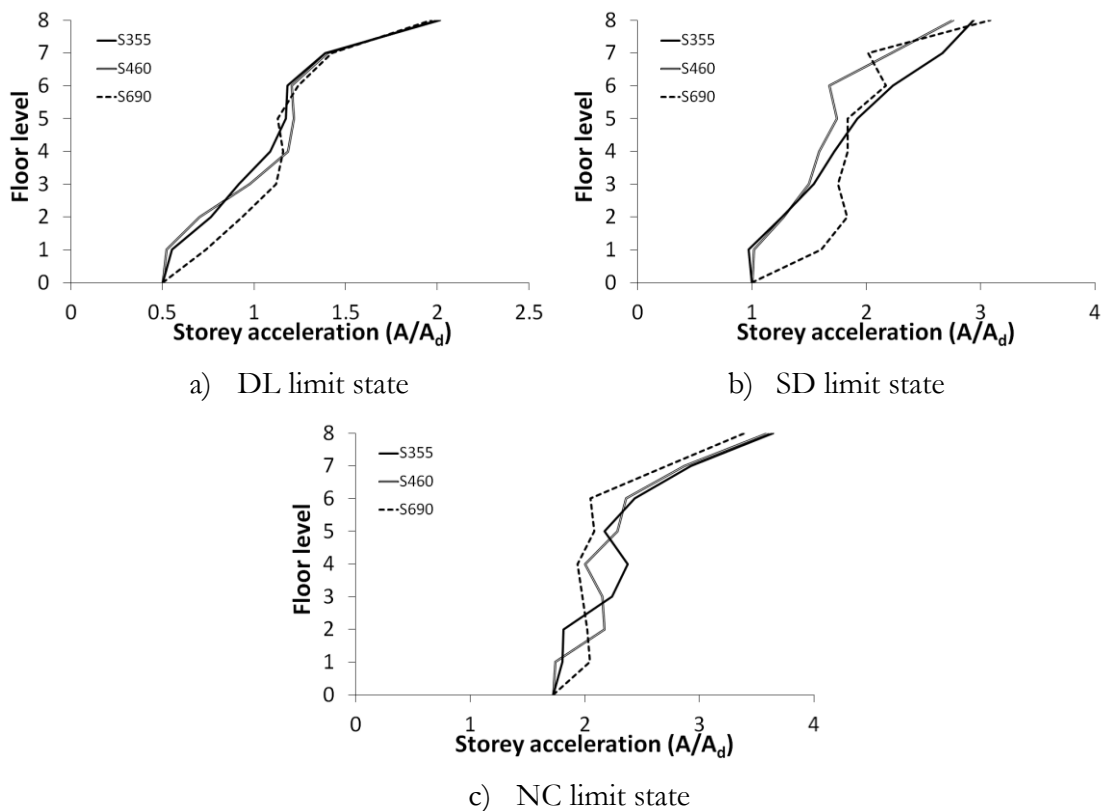 8
7
6
5
4
3
2
1
0
Floor level
S355
S460
S690
0 0.5 1 1.5 2 2.5
Storey acceleration (A/Ad)
a) DL limit state
8
7
6
5
4
3
2
1
0
Floor level
S355
S460
S690
0 1 2 3 4
Storey acceleration (A/Ad)
b) SD limit state
8
7
6
5
4
3
2
1
0
Floor level
S355
S460
S690
0 1 2 3 4
Storey acceleration (A/Ad)
c) NC limit state